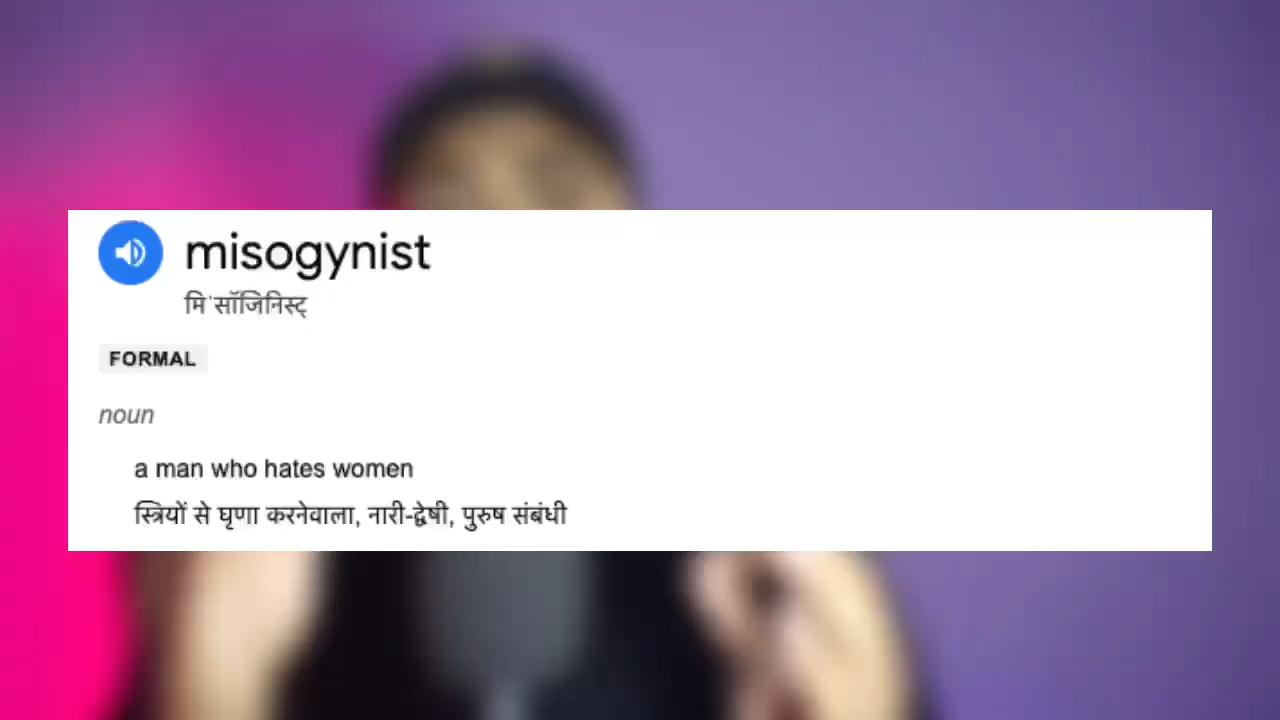 misogynist
मि'सॉजिनिस्ट्
FORMAL
noun
a man who hates women
स्त्रियों से घृणा करनेवाला, नारी-द्वेषी, पुरुष संबंधी